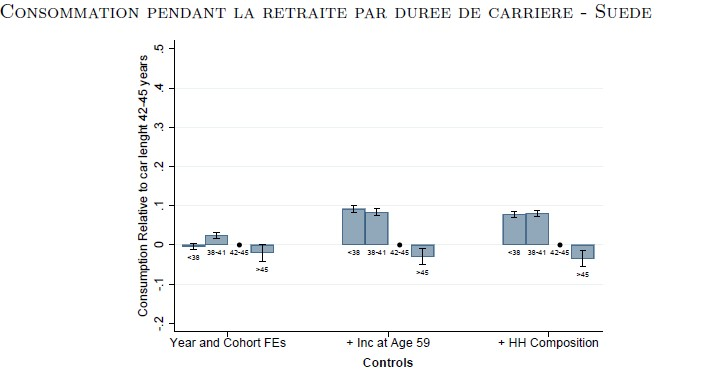 CONSOMMATION PENDANT LA RETRAITE PAR DUREE DE CARRIERE - SUEDE
Consumption Relative to car lenght 42-45 years
.5
.4
.3
.2
.1
0
-.1
-.2
<38 38-41 42-45 >45
<38 38-41 42-45 >45
<38 38-41 42-45 >45
Year and Cohort FEs + Inc at Age 59 + HH Composition
Controls